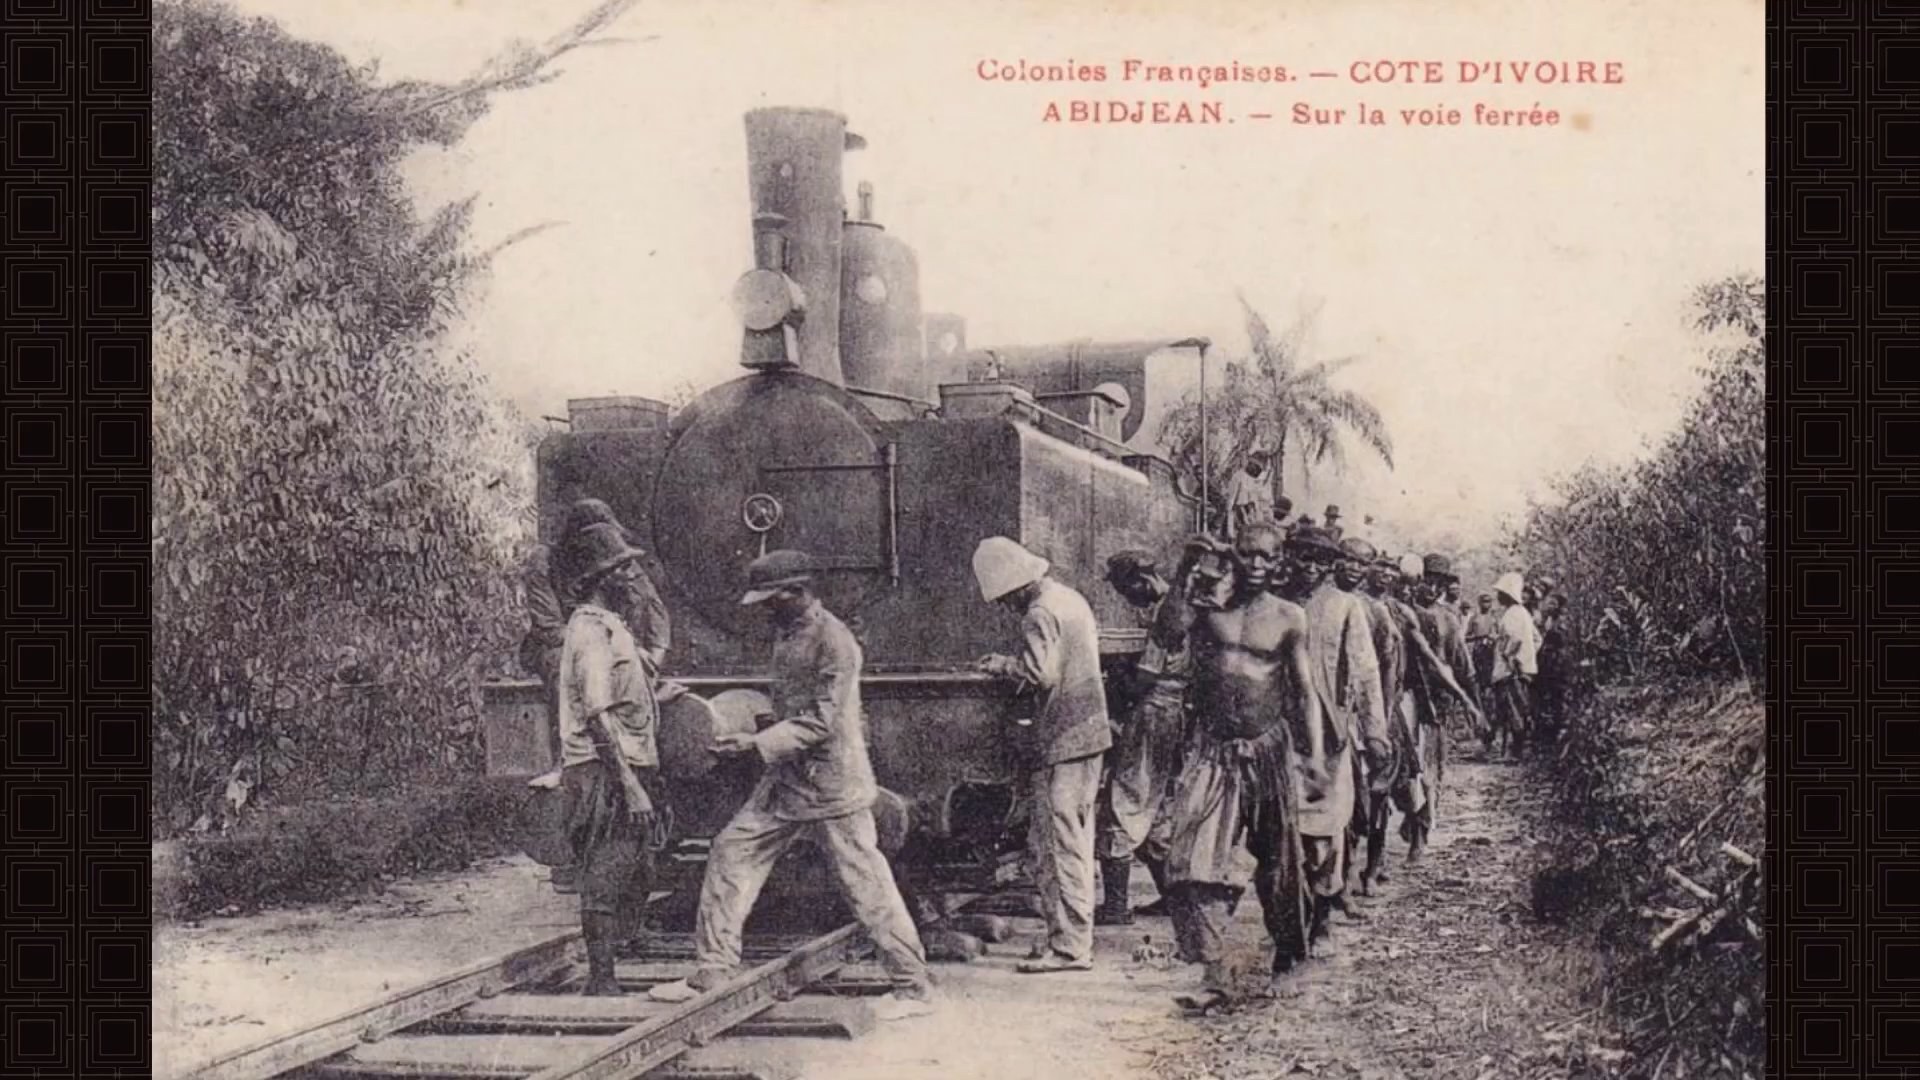 Colonies Françaises. — COTE D'IVOIRE
ABIDJEAN. — Sur la voie ferrée